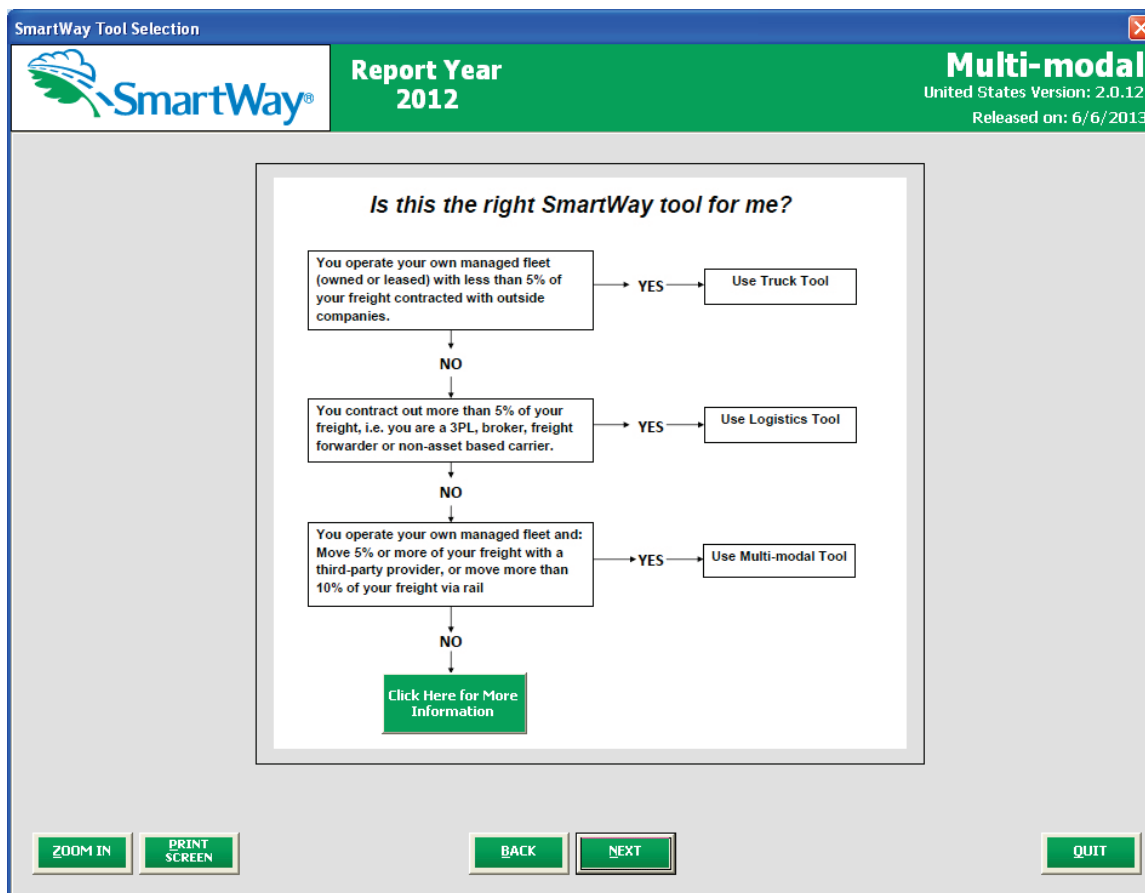 SmartWay Tool Selection
SmartWay®
Report Year
2012
Multi-modal
United States Version: 2.0.12
Released on: 6/6/2013
Is this the right SmartWay tool for me?
You operate your own managed fleet
(owned or leased) with less than 5% of
your freight contracted with outside
companies.
YES
Use Truck Tool
NO
You contract out more than 5% of your
freight, i.e. you are a 3PL, broker, freight
forwarder or non-asset based carrier.
YES
Use Logistics Tool
NO
You operate your own managed fleet and:
Move 5% or more of your freight with a
third-party provider, or move more than
10% of your freight via rail
YES
Use Multi-modal Tool
NO
Click Here for More
Information
ZOOM IN
PRINT
SCREEN
BACK
NEXT
QUIT